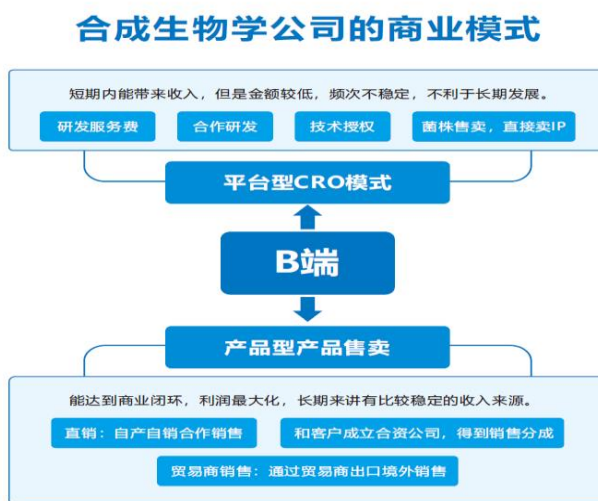 合成生物学公司的商业模式
短期内能带来收入，但是金额较低，频次不稳定，不利于长期发展。
研发服务费
合作研发
技术授权
菌株售卖，直接卖IP
平台型CRO模式
B端
产品型产品售卖
能达到商业闭环，利润最大化，长期来讲有比较稳定的收入来源。
直销：自产自销合作销售
和客户成立合资公司，得到销售分成
贸易商销售：通过贸易商出口境外销售